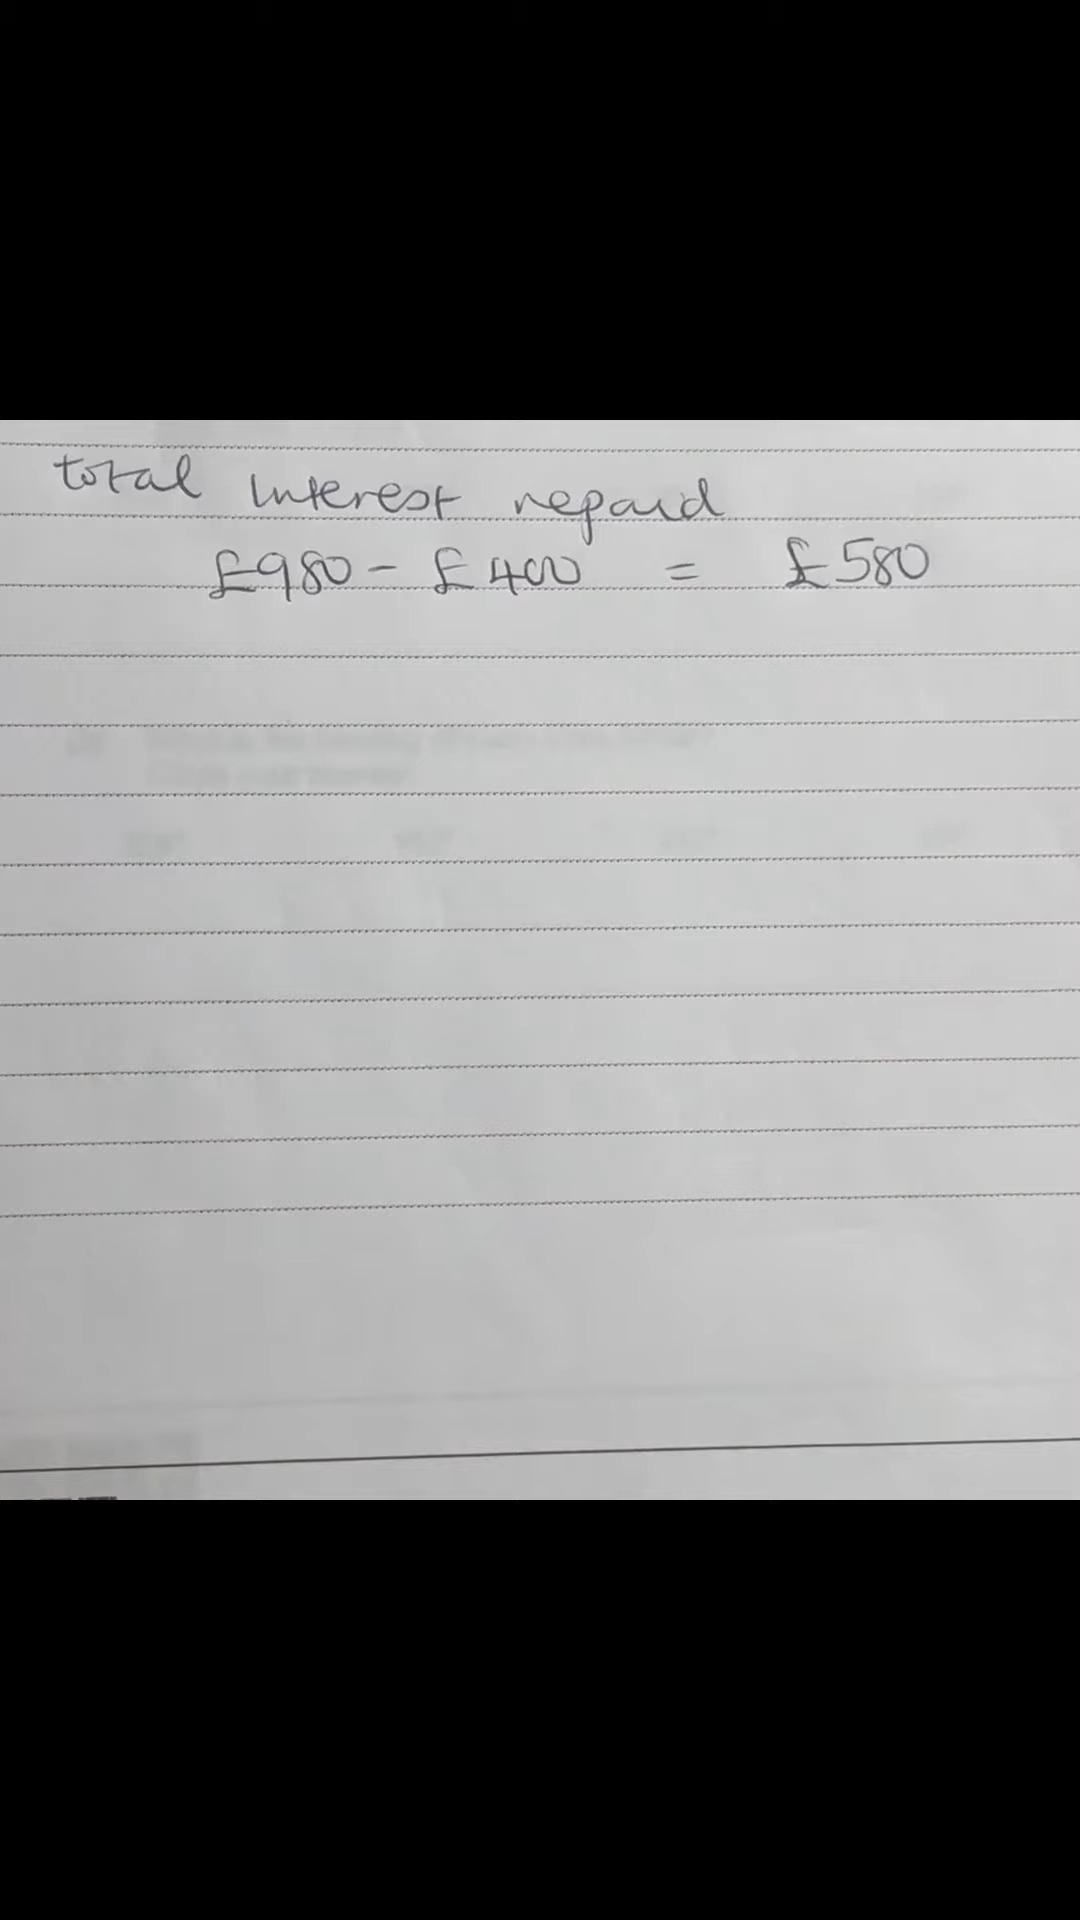 total interest repaid
£980 - £400 = £580